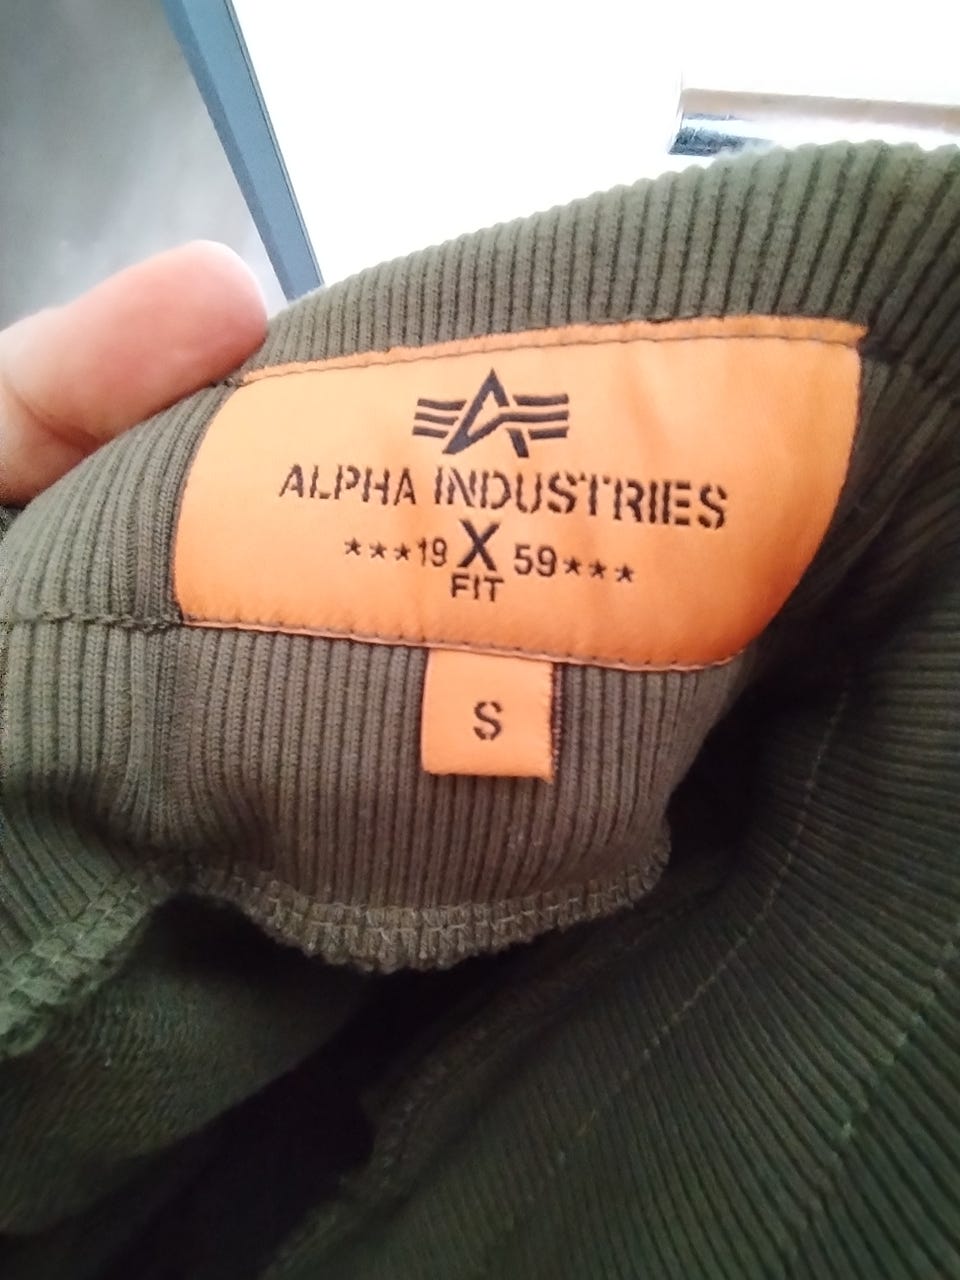 ALPHA INDUSTRIES
***19 X 59***
FIT
S